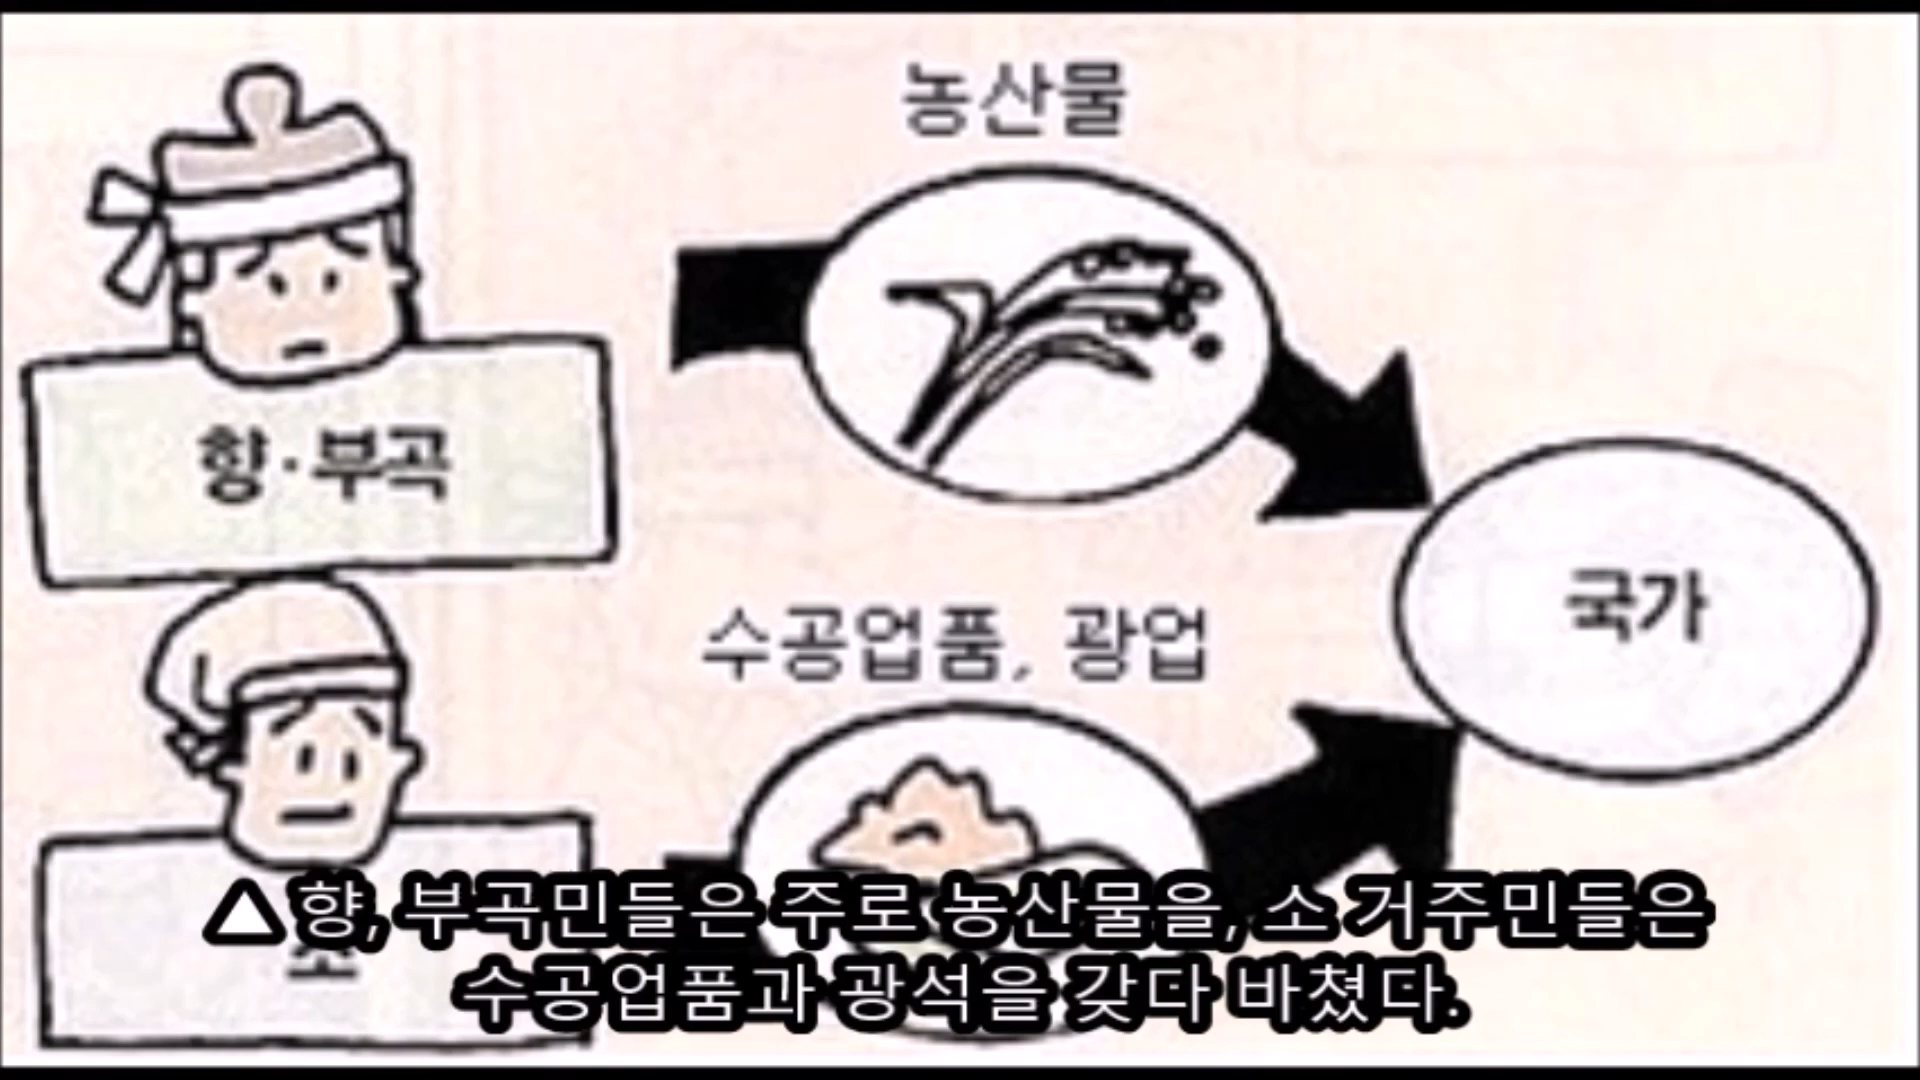 농산물
향·부곡
국가
수공업품, 광업
소
△향, 부곡민들은 주로 농산물을, 소 거주민들은
수공업품과 광석을 갖다 바쳤다.